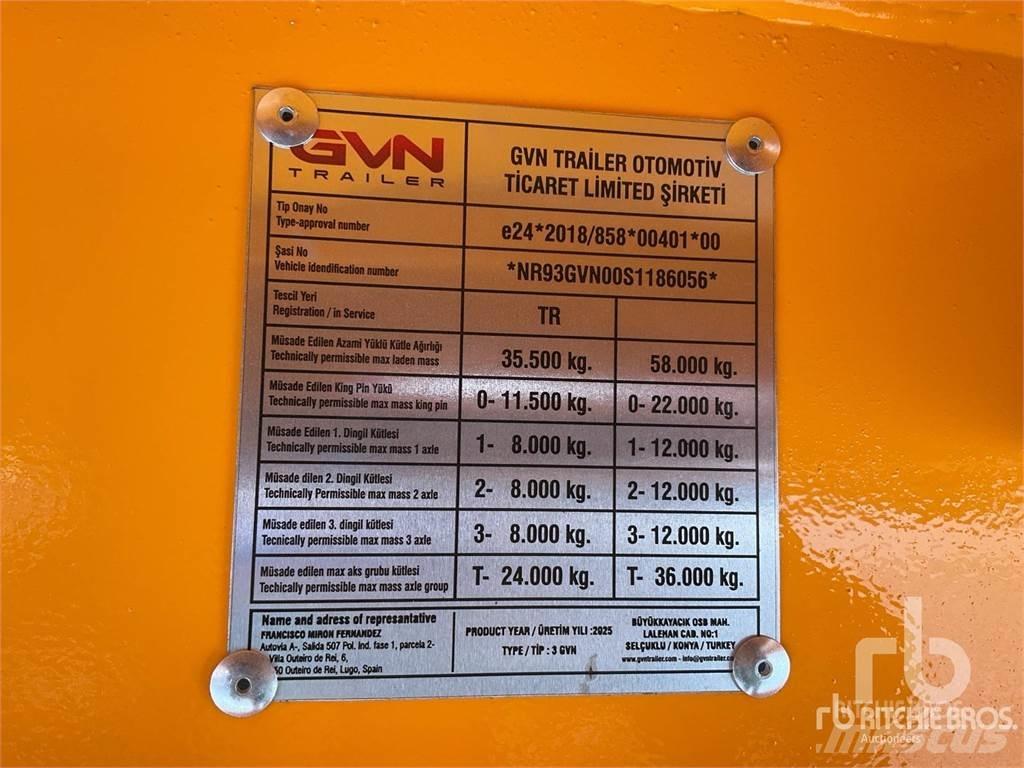 GVN
TRAILER
GVN TRAİLER OTOMOTİV
TİCARET LİMİTED ŞİRKETİ
Tip Onay No
Type-approval number
e24*2018/858*00401*00
Şasi No
Vehicle identification number
*NR93GVN00S1186056*
Tescil Yeri
Registration / in Service
TR
Müsade Edilen Azami Yüklü Kütle Ağırlığı
Technically permissible max laden mass
35.500 kg.
58.000 kg.
Müsade Edilen King Pin Yükü
Technically permissible max mass king pin
0- 11.500 kg.
0- 22.000 kg.
Müsade Edilen 1. Dingil Kütlesi
Technically permissible max mass 1 axle
1- 8.000 kg.
1- 12.000 kg.
Müsade dilen 2. Dingil Kütlesi
Technically Permissible max mass 2 axle
2- 8.000 kg.
2- 12.000 kg.
Müsade edilen 3. dingil kütlesi
Tecnically permissible max mass 3 axle
3- 8.000 kg.
3- 12.000 kg.
Müsade edilen max aks grubu kütlesi
Techically permissible max mass axle group
T- 24.000 kg.
T- 36.000 kg.
Name and adress of represantative
FRANCISCO MIRON FERNANDEZ
Autovia A-, Salida 507 Pol. Ind. fase 1, parcela 2-
Villa Outeiro de Rei, 6,
50 Outeiro de Rei, Lugo, Spain
PRODUCT YEAR / ÜRETİM YILI :2025
TYPE / TİP : 3 GVN
BÜYÜKKAYACIK OSB MAH.
LALEHAN CAD. NO:1
SELÇUKLU / KONYA / TURKEY
www.gvntrailer.com - info@gvntrailer.co
rb
RITCHIE BROS.
Auctioneers